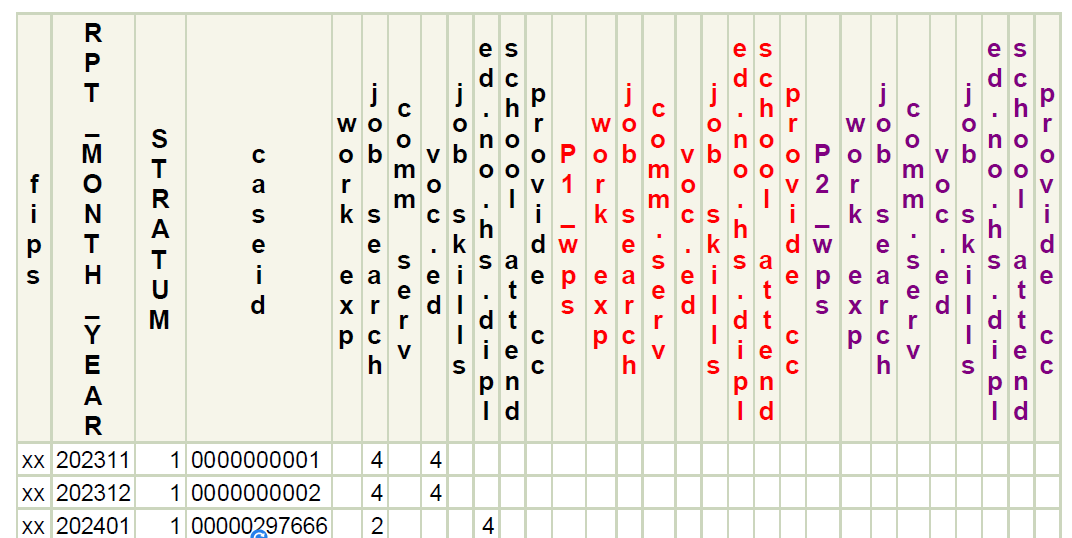 fips
RPT_MONTH_YEAR
STRATUM
caseid
work exp
job search
comm serv
voc.ed
job skills
ed.no.hs.dipl
school attend
provide cc
P1_wps
work exp
job search
comm.serv
voc.ed
job skills
ed.no.hs.dipl
school attend
provide cc
P2_wps
work exp
job search
comm.serv
voc.ed
job skills
ed.no.hs.dipl
school attend
provide cc
xx 202311 1 0000000001 4 4
xx 202312 1 0000000002 4 4
xx 202401 1 00000297666 2 4